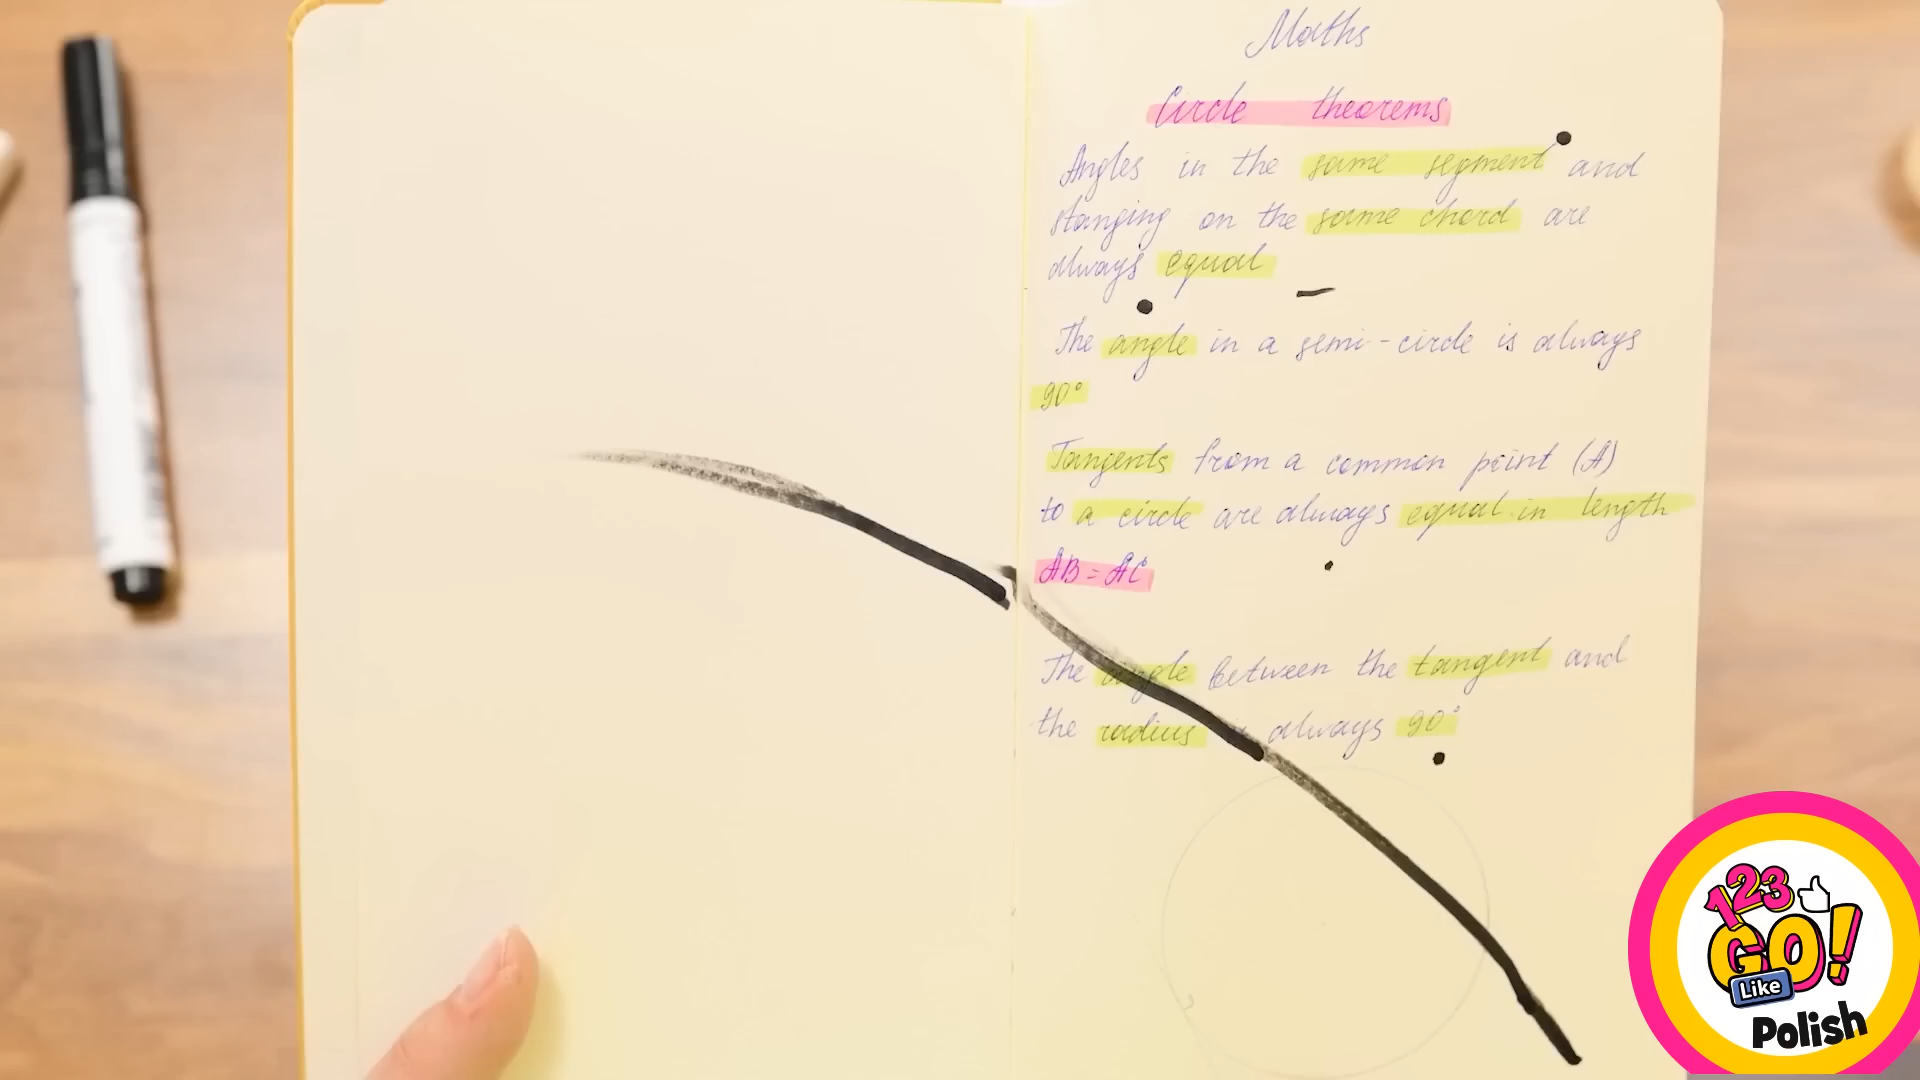 Maths
Circle theorems
Angles in the same segment and
stanging on the same chord are
always equal
The angle in a semi-circle is always
90°
Tangents from a common point (A)
to a circle are always equal in length
AB = AC
The angle between the tangent and
the radius is always 90°
123
GO!
Like
Polish